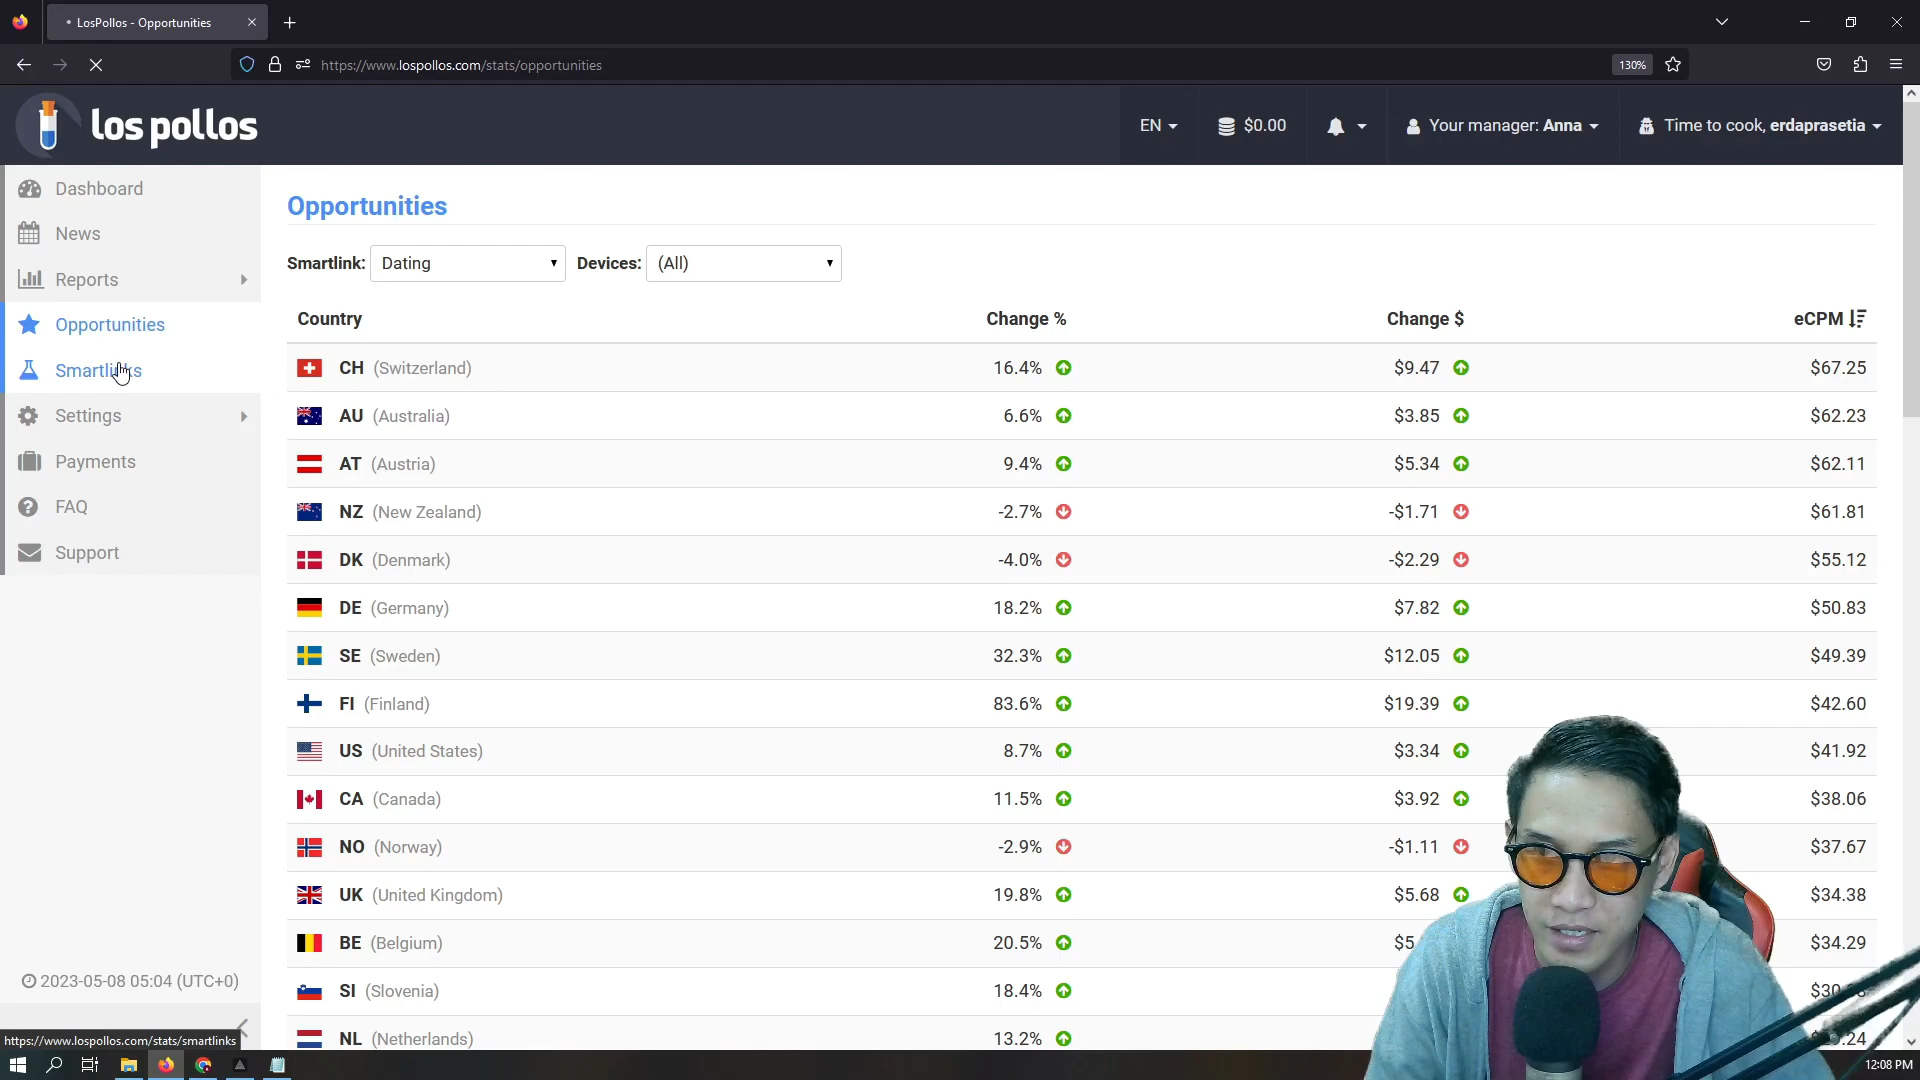 LosPollos - Opportunities
https://www.lospollos.com/stats/opportunities
130%
los pollos
EN
$0.00
Your manager: Anna
Time to cook, erdaprasetia
Dashboard
News
Reports
Opportunities
Smartlinks
Settings
Payments
FAQ
Support
2023-05-08 05:04 (UTC+0)
Opportunities
Smartlink: Dating Devices: (All)
Country Change % Change $ eCPM
CH (Switzerland) 16.4% $9.47 $67.25
AU (Australia) 6.6% $3.85 $62.23
AT (Austria) 9.4% $5.34 $62.11
NZ (New Zealand) -2.7% -$1.71 $61.81
DK (Denmark) -4.0% -$2.29 $55.12
DE (Germany) 18.2% $7.82 $50.83
SE (Sweden) 32.3% $12.05 $49.39
FI (Finland) 83.6% $19.39 $42.60
US (United States) 8.7% $3.34 $41.92
CA (Canada) 11.5% $3.92 $38.06
NO (Norway) -2.9% -$1.11 $37.67
UK (United Kingdom) 19.8% $5.68 $34.38
BE (Belgium) 20.5% $34.29
SI (Slovenia) 18.4%
NL (Netherlands) 13.2%
https://www.lospollos.com/stats/smartlinks
12:08 PM